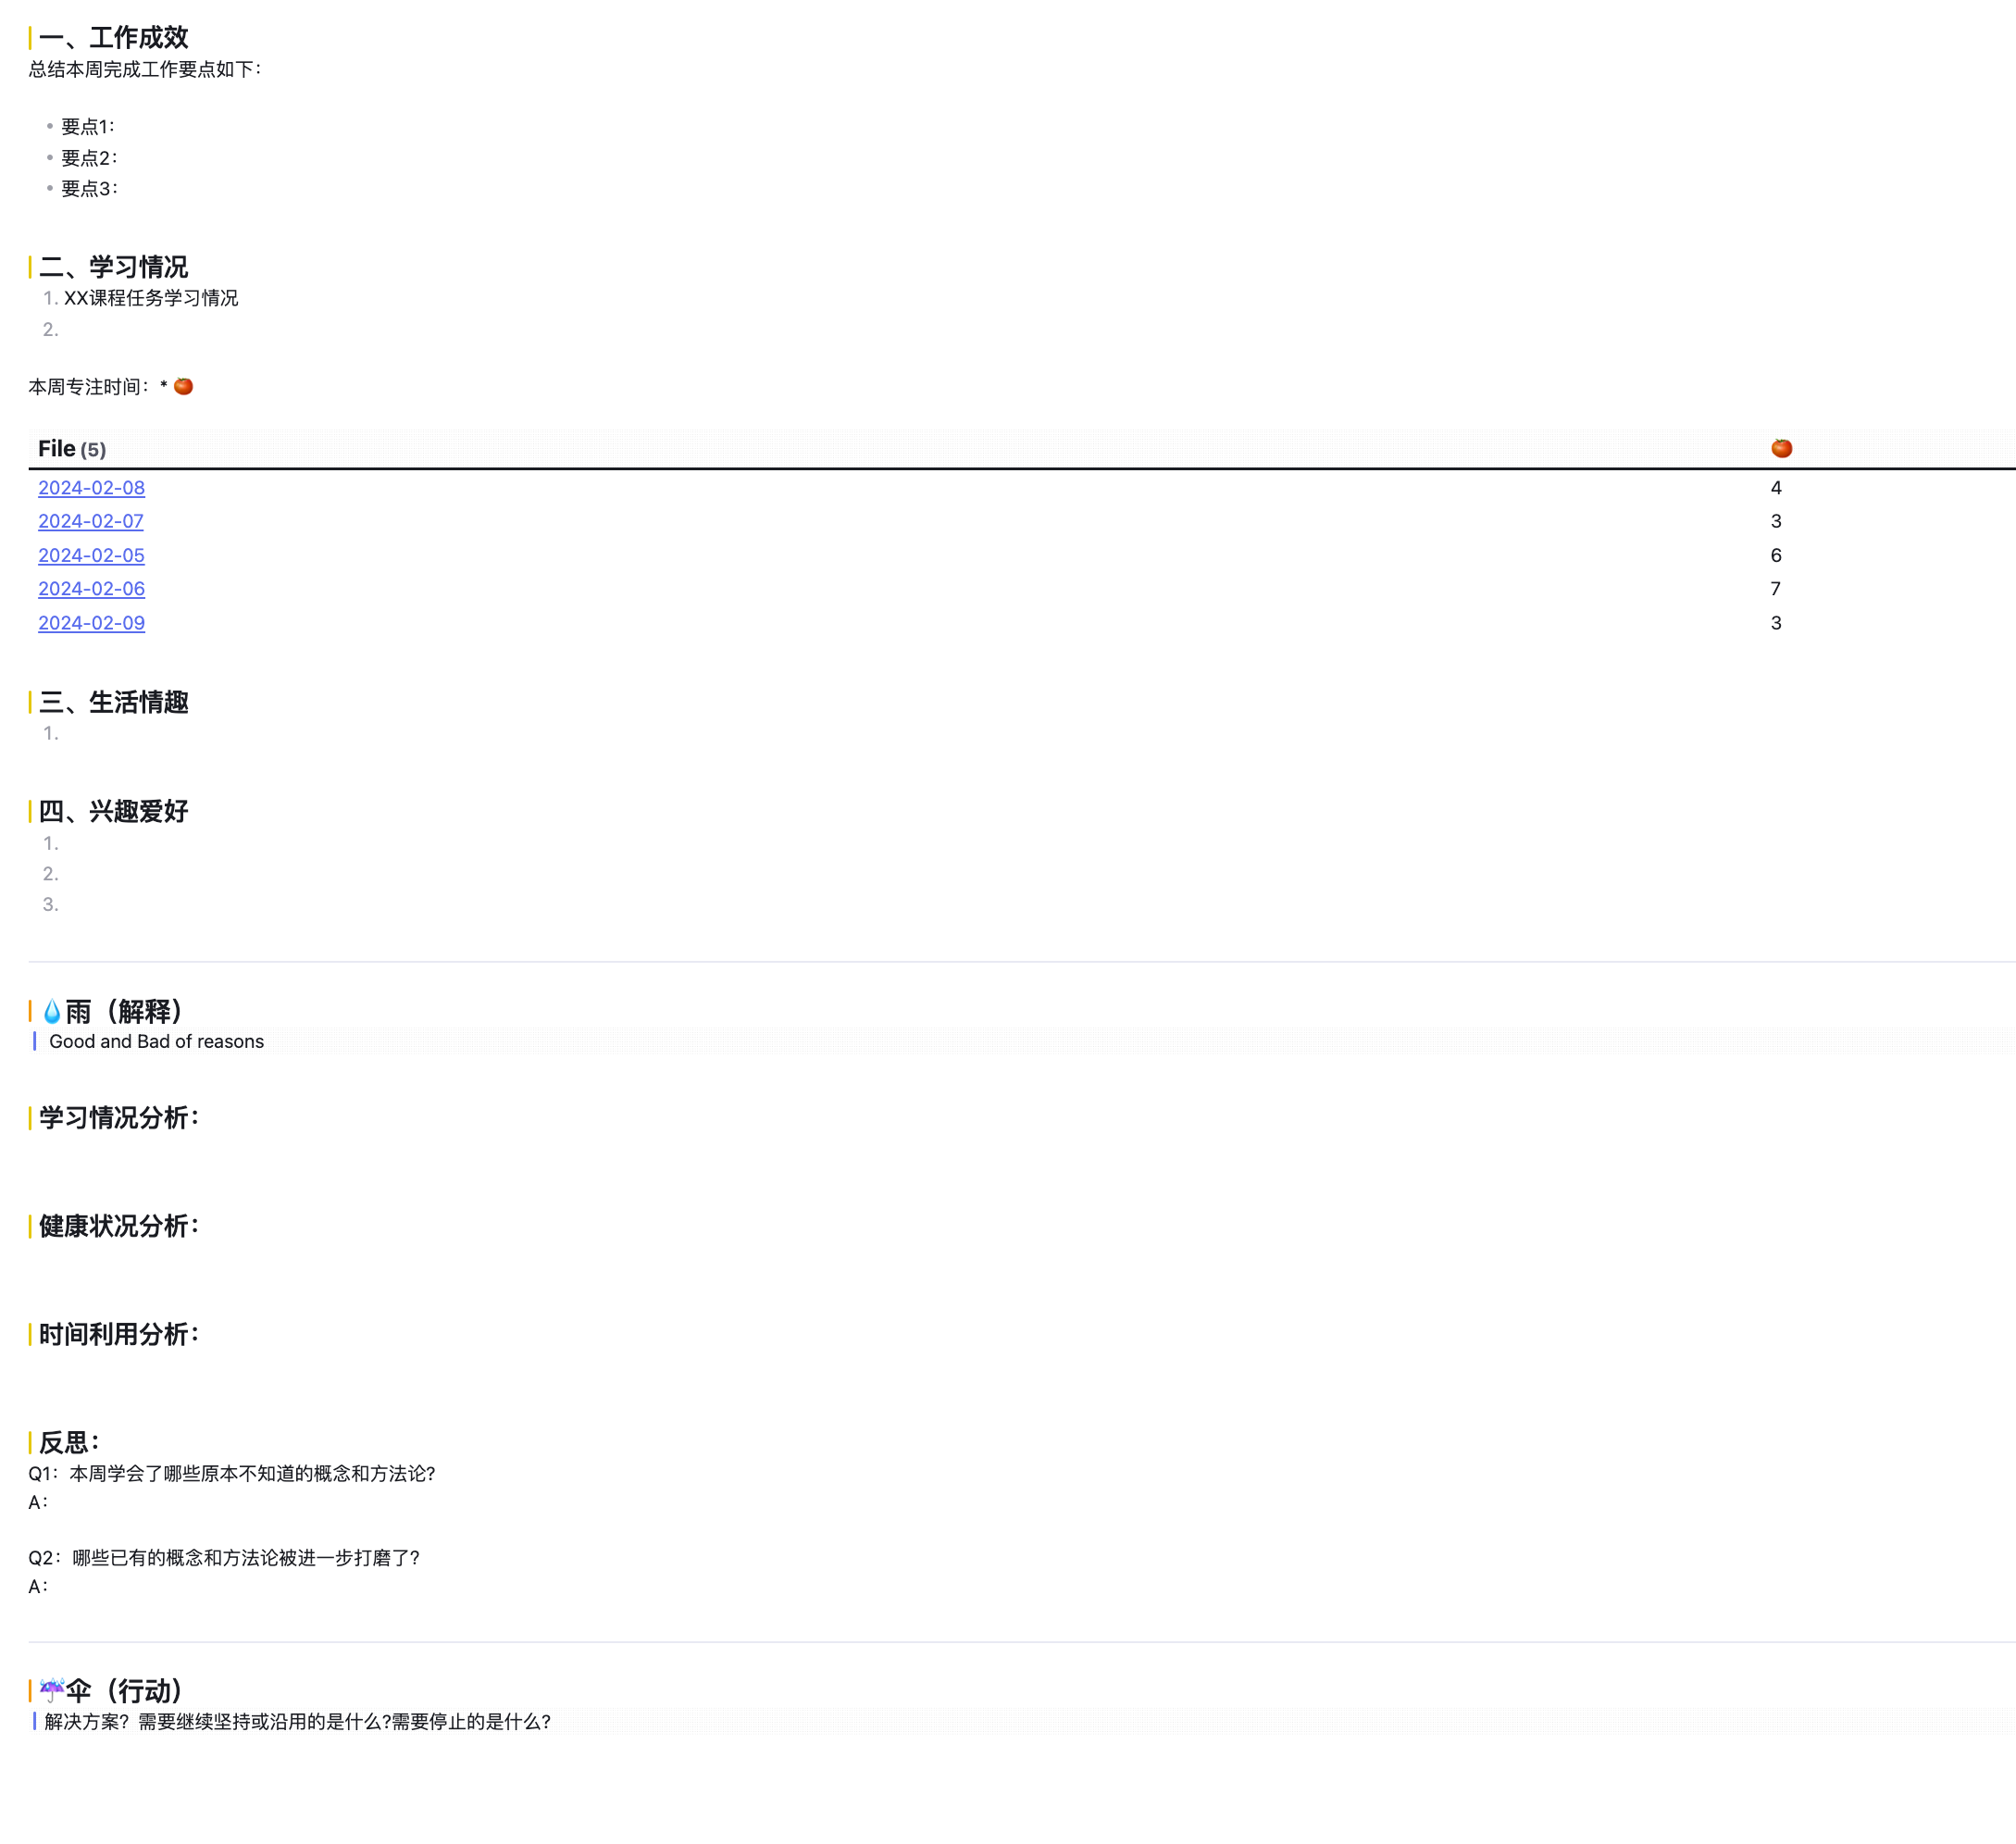 一、工作成效
总结本周完成工作要点如下：
• 要点1：
• 要点2：
• 要点3：
二、学习情况
1. XX课程任务学习情况
2.
本周专注时间：* 🍅
File (5) 🍅
2024-02-08 4
2024-02-07 3
2024-02-05 6
2024-02-06 7
2024-02-09 3
三、生活情趣
1.
四、兴趣爱好
1.
2.
3.
💧雨（解释）
Good and Bad of reasons
学习情况分析：
健康状况分析：
时间利用分析：
反思：
Q1：本周学会了哪些原本不知道的概念和方法论?
A：
Q2：哪些已有的概念和方法论被进一步打磨了?
A：
☔伞（行动）
解决方案？需要继续坚持或沿用的是什么?需要停止的是什么?